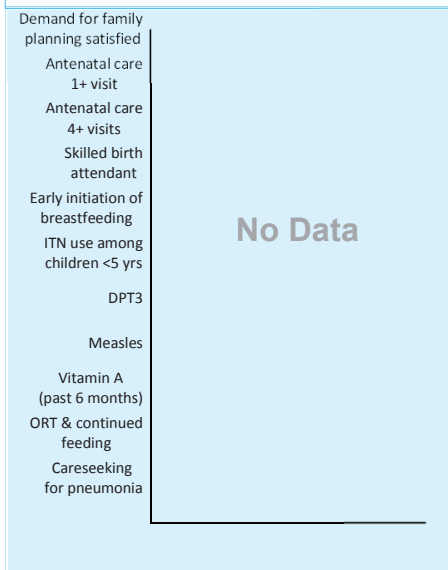 Demand for family
planning satisfied
Antenatal care
1+ visit
Antenatal care
4+ visits
Skilled birth
attendant
Early initiation of
breastfeeding
No Data
ITN use among
children <5 yrs
DPT3
Measles
Vitamin A
(past 6 months)
ORT & continued
feeding
Careseeking
for pneumonia